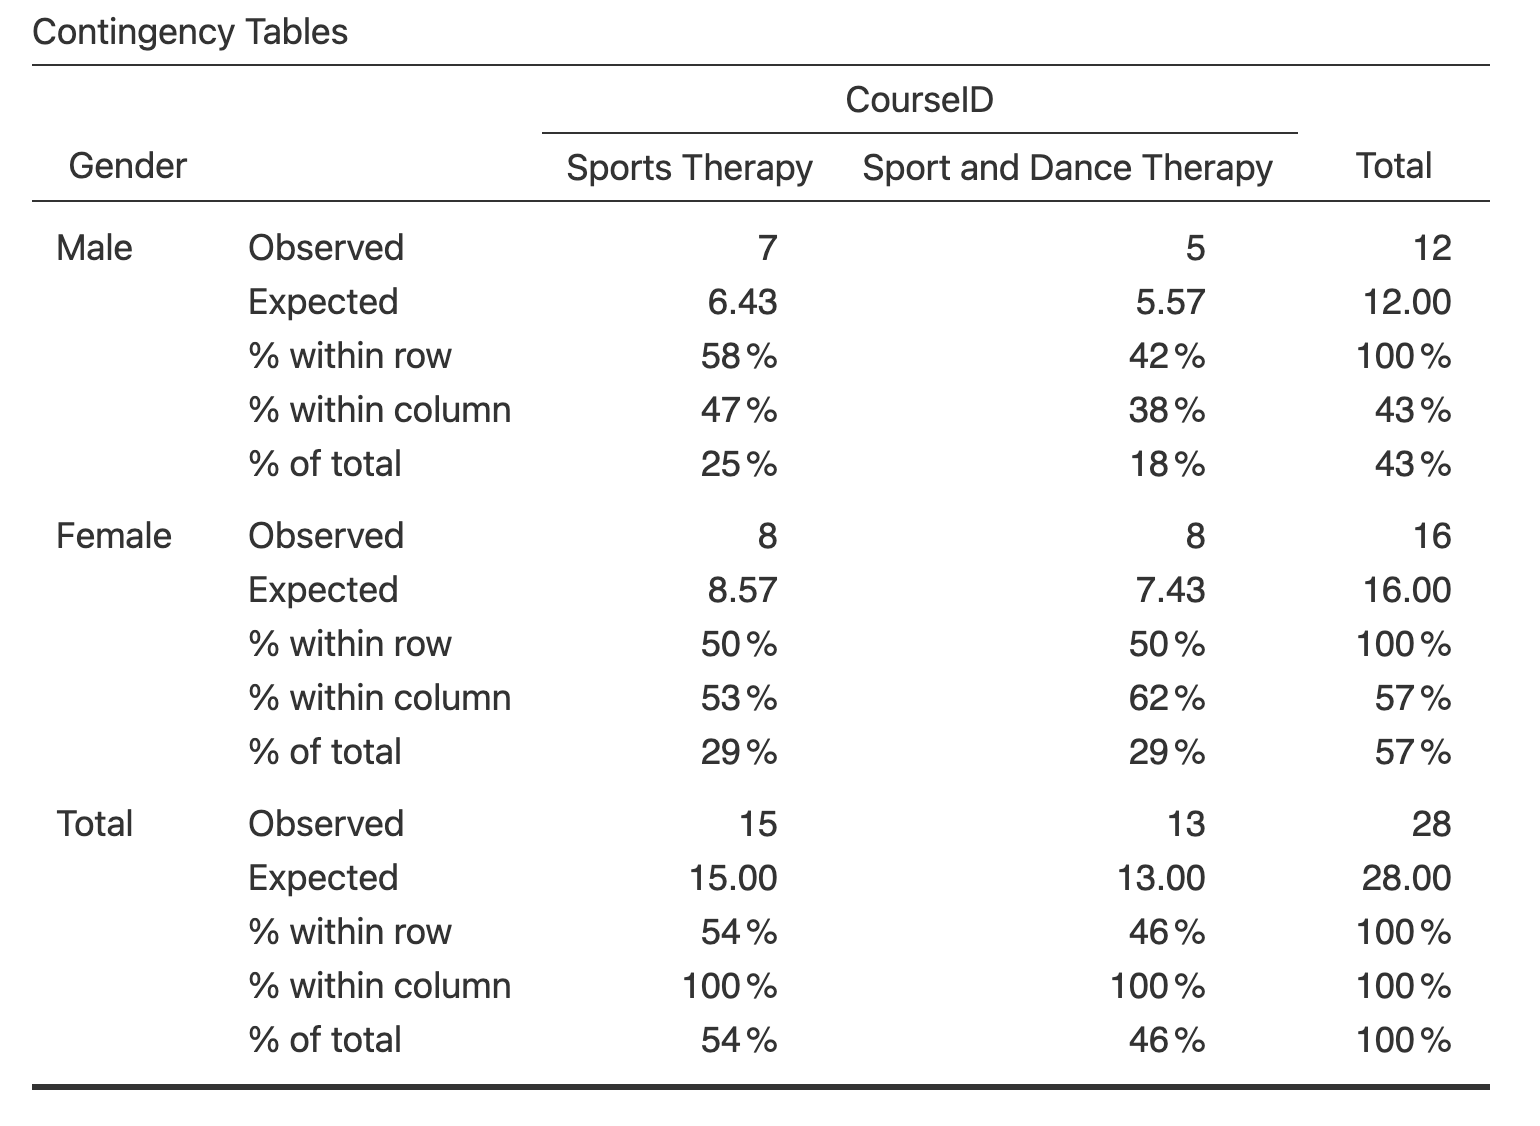 Contingency Tables
CourseID
Gender Sports Therapy Sport and Dance Therapy Total
Male Observed 7 5 12
Expected 6.43 5.57 12.00
% within row 58 % 42 % 100 %
% within column 47 % 38 % 43 %
% of total 25 % 18 % 43 %
Female Observed 8 8 16
Expected 8.57 7.43 16.00
% within row 50 % 50 % 100 %
% within column 53 % 62 % 57 %
% of total 29 % 29 % 57 %
Total Observed 15 13 28
Expected 15.00 13.00 28.00
% within row 54 % 46 % 100 %
% within column 100 % 100 % 100 %
% of total 54 % 46 % 100 %